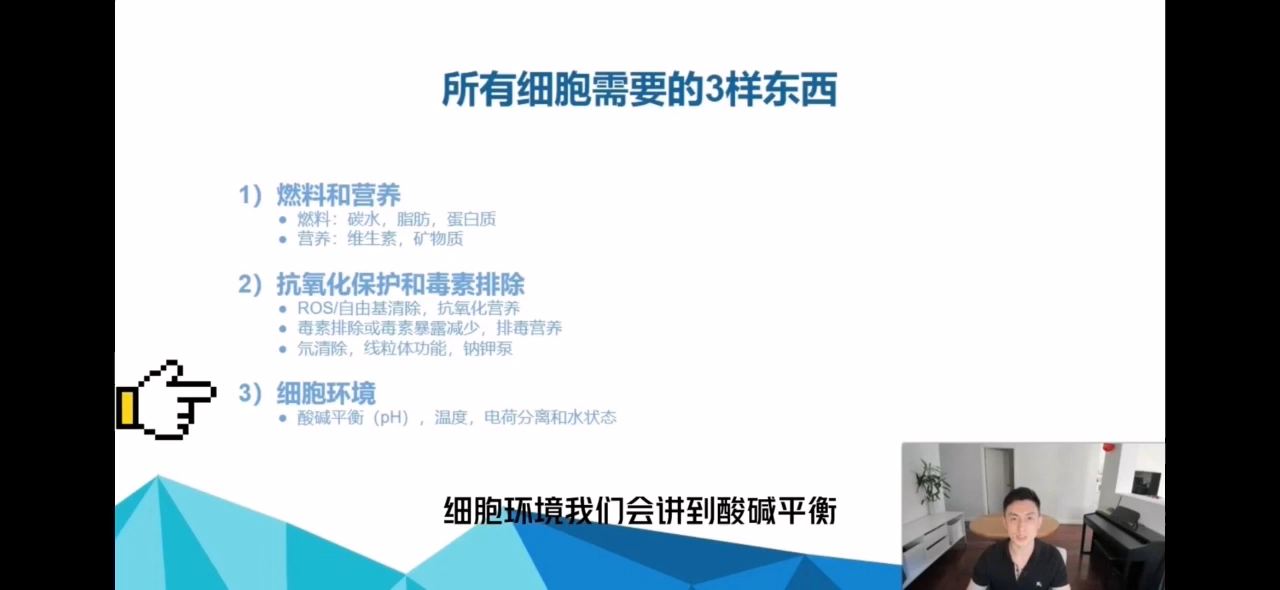 所有细胞需要的3样东西
1）燃料和营养
● 燃料：碳水，脂肪，蛋白质
● 营养：维生素，矿物质
2）抗氧化保护和毒素排除
● ROS/自由基清除，抗氧化营养
● 毒素排除或毒素暴露减少，排毒营养
● 氘清除，线粒体功能，钠钾泵
3）细胞环境
● 酸碱平衡（pH），温度，电荷分离和水状态
细胞环境我们会讲到酸碱平衡